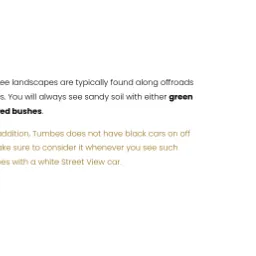 ee landscapes are typically found along offroads
s. You will always see sandy soil with either green
ed bushes.
addition, Tumbes does not have black cars on off
ake sure to consider it whenever you see such
es with a white Street View car.